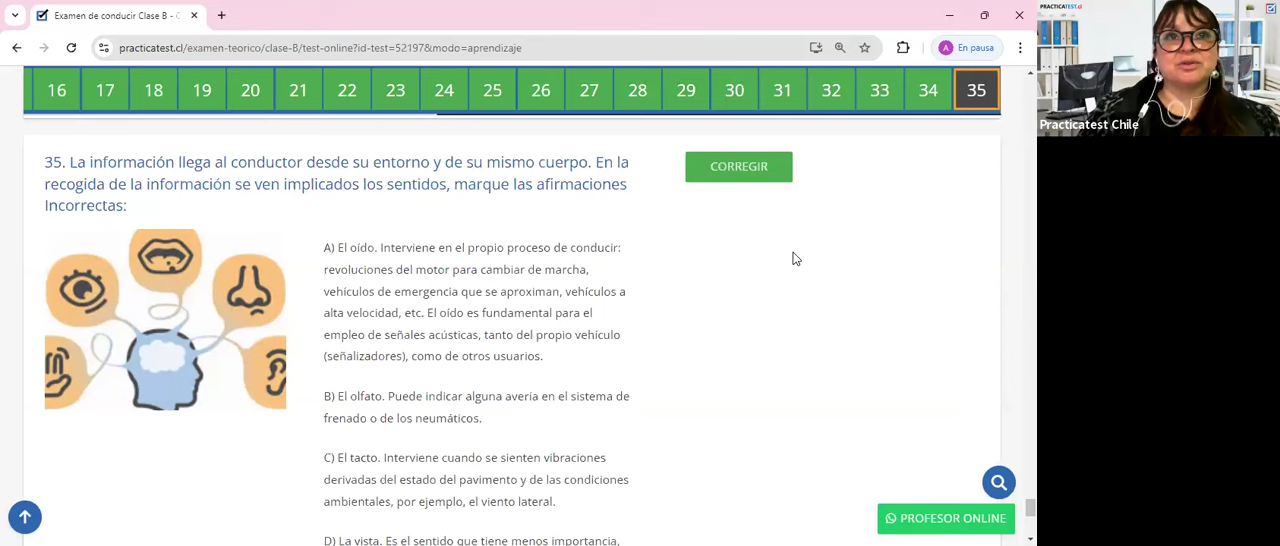 Examen de conducir Clase B - C
practicatest.cl/examen-teorico/clase-B/test-online?id-test=52197&modo=aprendizaje
A
En pausa
PRACTICATEST.cl
Practicatest Chile
16 17 18 19 20 21 22 23 24 25 26 27 28 29 30 31 32 33 34 35
35. La información llega al conductor desde su entorno y de su mismo cuerpo. En la
recogida de la información se ven implicados los sentidos, marque las afirmaciones
Incorrectas:
CORREGIR
A) El oído. Interviene en el propio proceso de conducir:
revoluciones del motor para cambiar de marcha,
vehículos de emergencia que se aproximan, vehículos a
alta velocidad, etc. El oído es fundamental para el
empleo de señales acústicas, tanto del propio vehículo
(señalizadores), como de otros usuarios.
B) El olfato. Puede indicar alguna avería en el sistema de
frenado o de los neumáticos.
C) El tacto. Interviene cuando se sienten vibraciones
derivadas del estado del pavimento y de las condiciones
ambientales, por ejemplo, el viento lateral.
D) La vista. Es el sentido que tiene menos importancia,
PROFESOR ONLINE